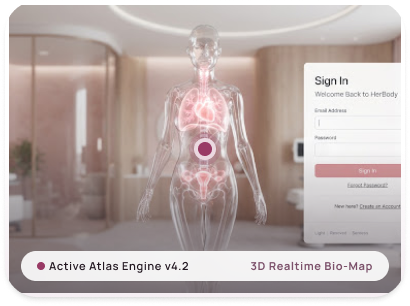 Sign In
Welcome Back to HerBody
Email Address
Password
Sign In
Forgot Password?
New here? Create an Account
Active Atlas Engine v4.2
3D Realtime Bio-Map